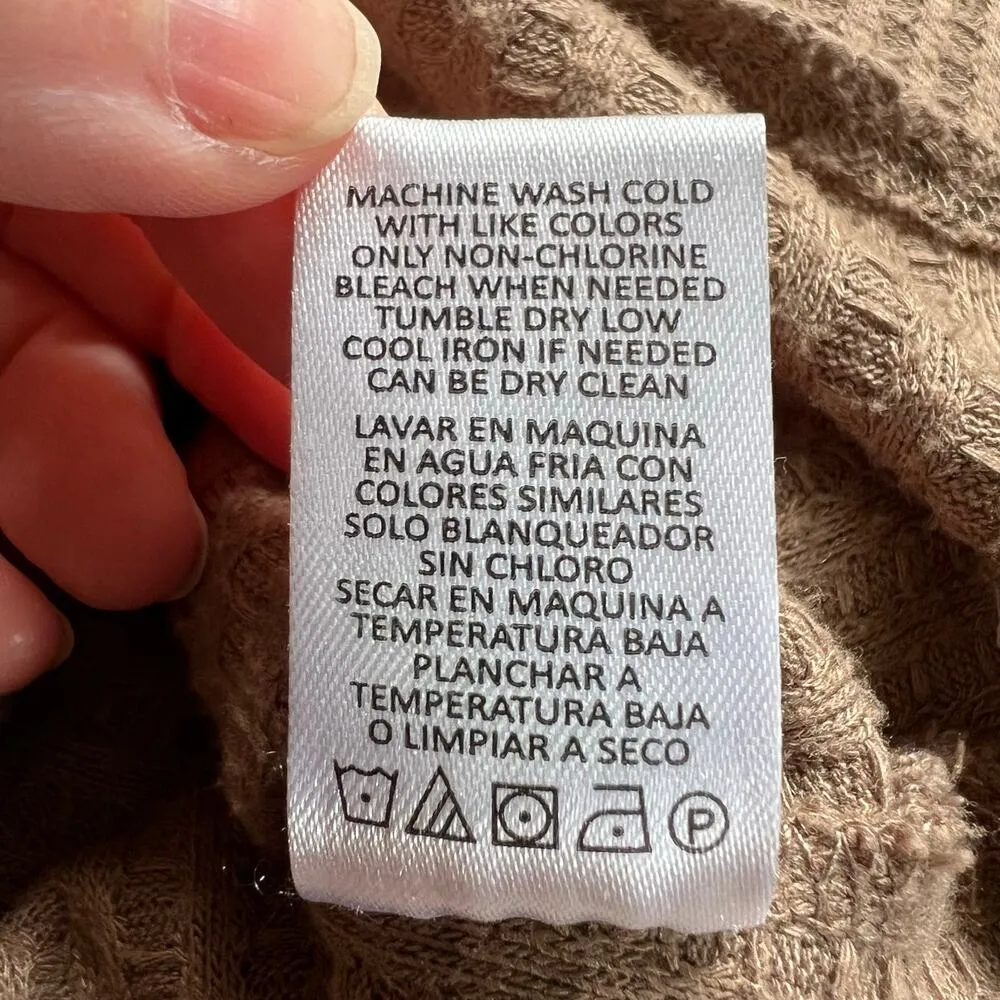 MACHINE WASH COLD
WITH LIKE COLORS
ONLY NON-CHLORINE
BLEACH WHEN NEEDED
TUMBLE DRY LOW
COOL IRON IF NEEDED
CAN BE DRY CLEAN
LAVAR EN MAQUINA
EN AGUA FRIA CON
COLORES SIMILARES
SOLO BLANQUEADOR
SIN CHLORO
SECAR EN MAQUINA A
TEMPERATURA BAJA
PLANCHAR A
TEMPERATURA BAJA
O LIMPIAR A SECO
P